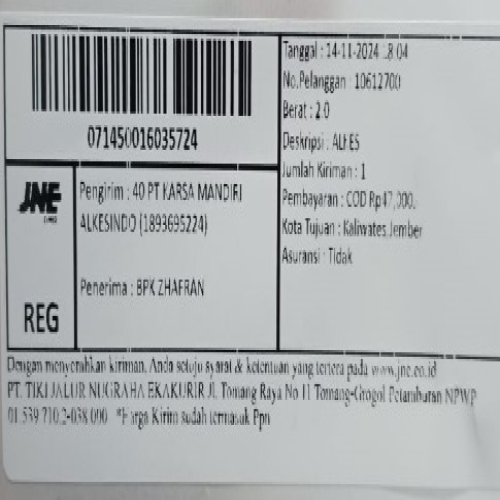 071450016035724
JNE
REG
Pengirim : 40 PT KARSA MANDIRI
ALKESINDO (1893695224)
Penerima : BPK ZHAFRAN
Tanggal : 14-11-2024 18:04
No.Pelanggan : 10612700
Berat : 2.0
Deskripsi : ALKES
Jumlah Kiriman : 1
Pembayaran : COD Rp47,000,
Kota Tujuan : Kaliwates,Jember
Asuransi : Tidak
Dengan menyerahkan kiriman, Anda setuju syarat & ketentuan yang tertera pada www.jne.co.id
PT. TIKI JALUR NUGRAHA EKAKURIR Jl. Tomang Raya No 11 Tomang-Grogol Petamburan NPWP
01 539 710.2-038 000 *Harga Kirim sudah termasuk Ppn